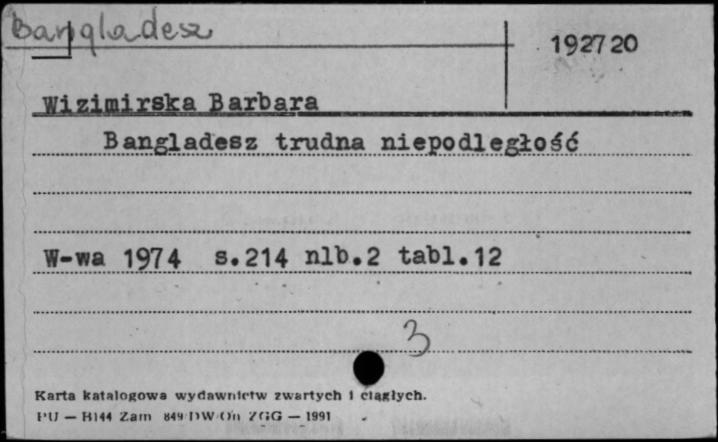 Bangladesz
192720
Wizimirska Barbara
Bangladesz trudna niepodległość
W-wa 1974 s.214 nlb.2 tabl.12
3
Karta katalogowa wydawnictw zwartych i ciągłych.
PU — H144 Zam 849 DW On ZGG — 1991